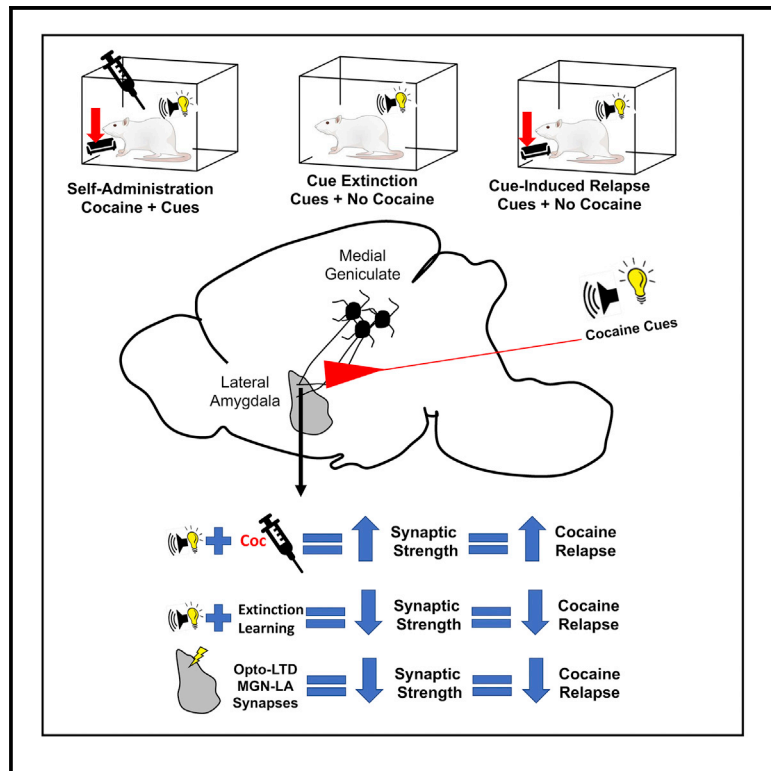 Self-Administration
Cocaine + Cues
Cue Extinction
Cues + No Cocaine
Cue-Induced Relapse
Cues + No Cocaine
Medial
Geniculate
Cocaine Cues
Lateral
Amygdala
Coc
Synaptic
Strength
Cocaine
Relapse
Extinction
Learning
Synaptic
Strength
Cocaine
Relapse
Opto-LTD
MGN-LA
Synapses
Synaptic
Strength
Cocaine
Relapse